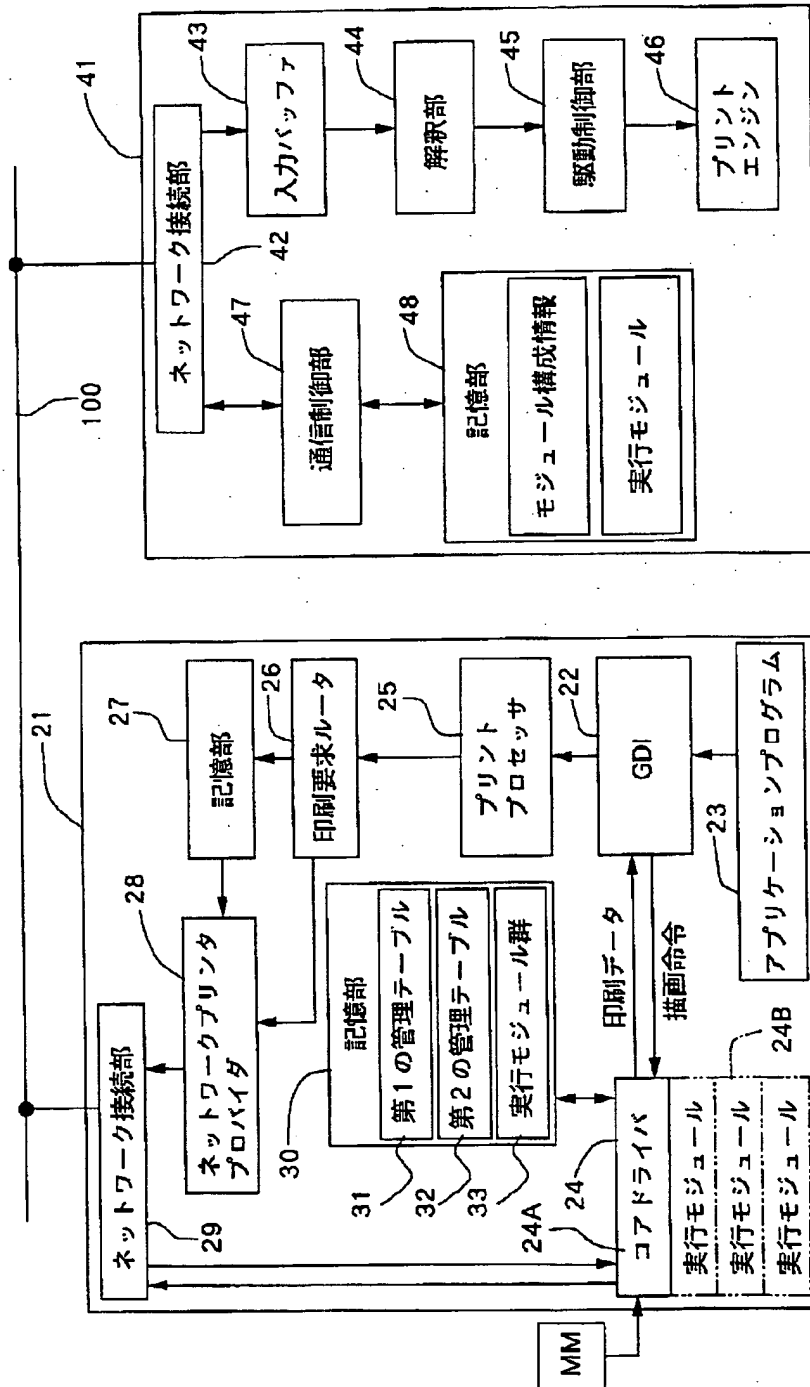 100
21
ネットワーク接続部
29
ネットワークプリンタ
プロバイダ
28
記憶部
27
印刷要求ルータ
26
プリント
プロセッサ
25
GDI
22
アプリケーションプログラム
23
記憶部
30
第1の管理テーブル
31
第2の管理テーブル
32
実行モジュール群
33
印刷データ
描画命令
コアドライバ
24
24A
24B
実行モジュール
実行モジュール
実行モジュール
MM
41
ネットワーク接続部
42
入力バッファ
43
解釈部
44
駆動制御部
45
プリント
エンジン
46
通信制御部
47
記憶部
48
モジュール構成情報
実行モジュール